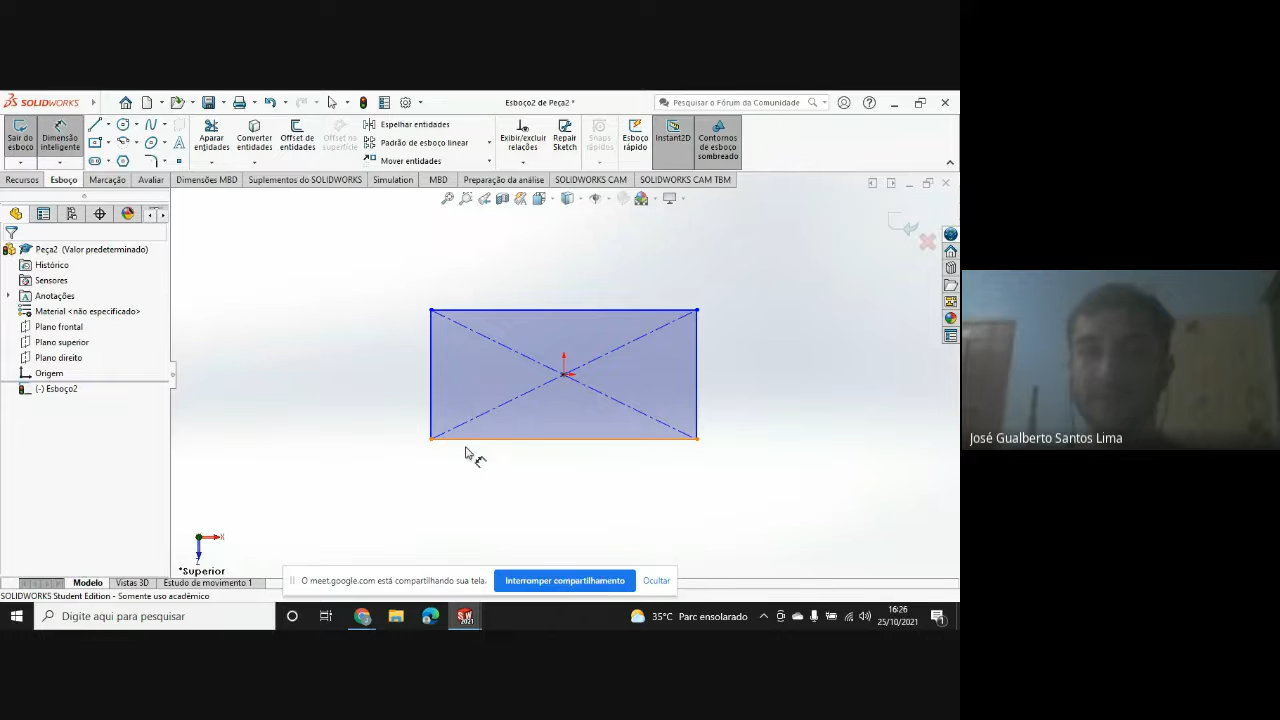 SOLIDWORKS
Esboço2 de Peça2 *
Pesquisar o Fórum da Comunidade
Sair do esboço
Dimensão inteligente
Aparar entidades
Converter entidades
Offset de entidades
Offset na superfície
Espelhar entidades
Padrão de esboço linear
Mover entidades
Exibir/excluir relações
Repair Sketch
Snaps rápidos
Esboço rápido
Instant2D
Contornos de esboço sombreado
Recursos
Esboço
Marcação
Avaliar
Dimensões MBD
Suplementos do SOLIDWORKS
Simulation
MBD
Preparação da análise
SOLIDWORKS CAM
SOLIDWORKS CAM TBM
Peça2 (Valor predeterminado)
Histórico
Sensores
Anotações
Material <não especificado>
Plano frontal
Plano superior
Plano direito
Origem
(-) Esboço2
José Gualberto Santos Lima
X
Z
*Superior
O meet.google.com está compartilhando sua tela.
Interromper compartilhamento
Ocultar
Modelo
Vistas 3D
Estudo de movimento 1
SOLIDWORKS Student Edition - Somente uso acadêmico
Digite aqui para pesquisar
SW
2021
35°C Parc ensolarado
16:26
25/10/2021
1